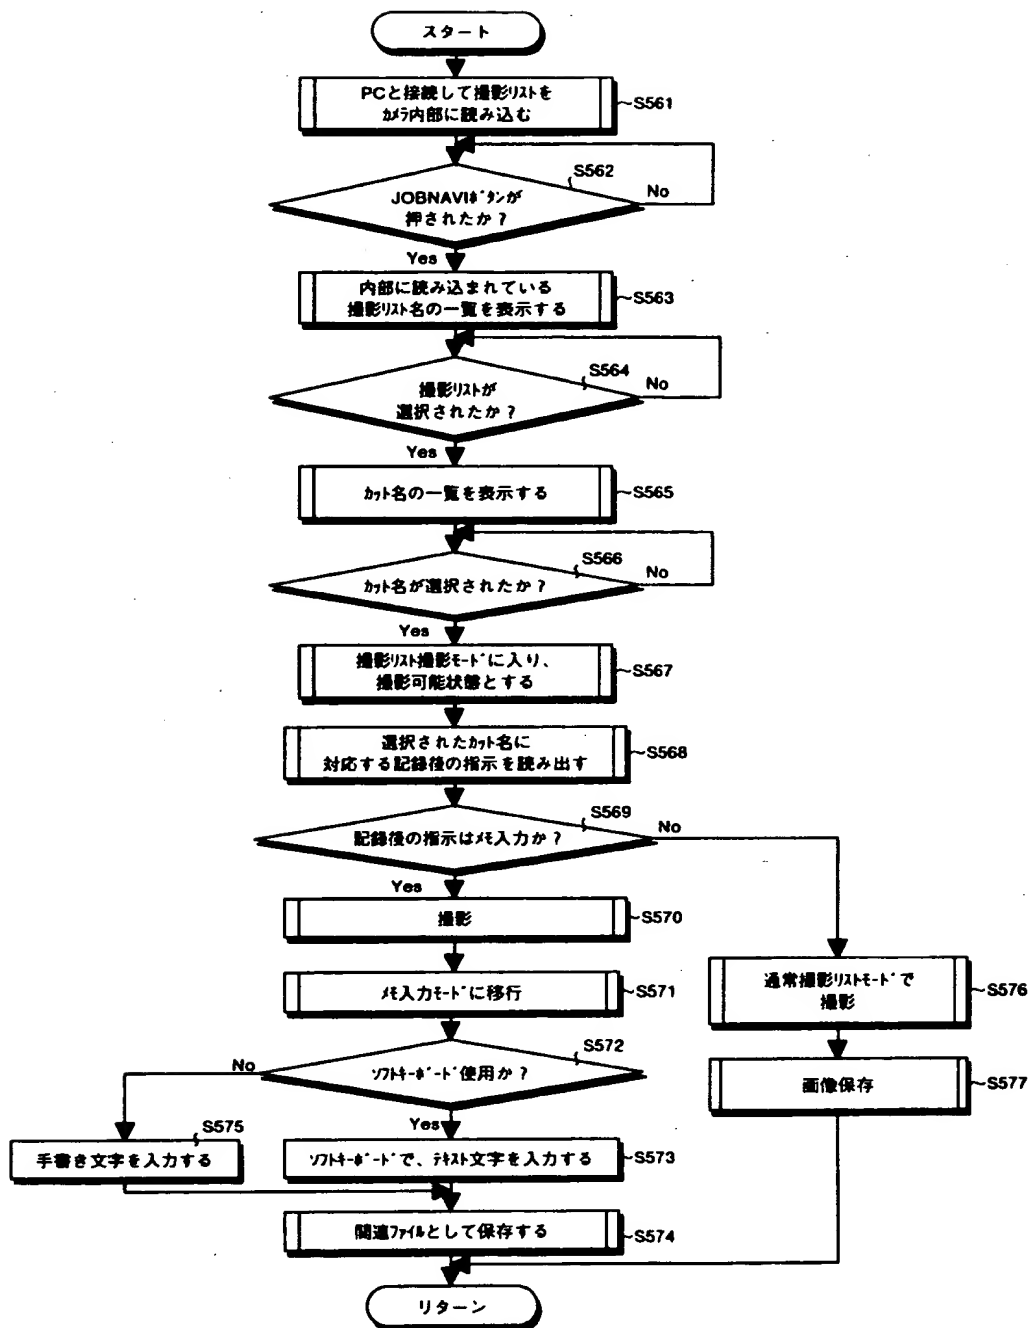 スタート
PCと接続して撮影リストを
ｶﾒﾗ内部に読み込む
S561
S562
JOBNAVIﾎﾞﾀﾝが
押されたか？
No
Yes
内部に読み込まれている
撮影ﾘｽﾄ名の一覧を表示する
S563
S564
撮影ﾘｽﾄが
選択されたか？
No
Yes
ｶｯﾄ名の一覧を表示する
S565
S566
ｶｯﾄ名が選択されたか？
No
Yes
撮影ﾘｽﾄ撮影ﾓｰﾄﾞに入り、
撮影可能状態とする
S567
選択されたｶｯﾄ名に
対応する記録後の指示を読み出す
S568
S569
記録後の指示はﾒﾓ入力か？
No
Yes
撮影
S570
ﾒﾓ入力ﾓｰﾄﾞに移行
S571
通常撮影ﾘｽﾄﾓｰﾄﾞで
撮影
S576
S572
ｿﾌﾄｷｰﾎﾞｰﾄﾞ使用か？
No
Yes
画像保存
S577
S575
手書き文字を入力する
ｿﾌﾄｷｰﾎﾞｰﾄﾞで、ﾃｷｽﾄ文字を入力する
S573
関連ﾌｧｲﾙとして保存する
S574
リターン